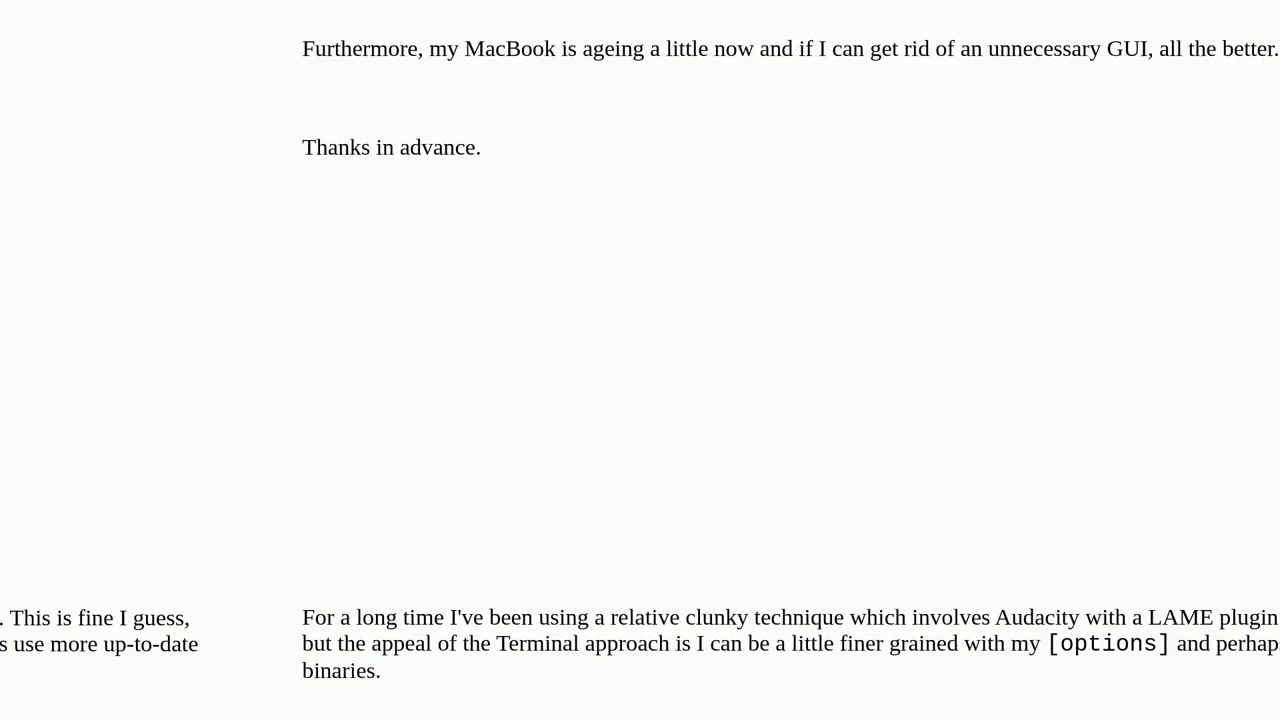 Furthermore, my MacBook is ageing a little now and if I can get rid of an unnecessary GUI, all the better.
Thanks in advance.
. This is fine I guess,
s use more up-to-date
For a long time I've been using a relative clunky technique which involves Audacity with a LAME plugin
but the appeal of the Terminal approach is I can be a little finer grained with my [options] and perhaps
binaries.